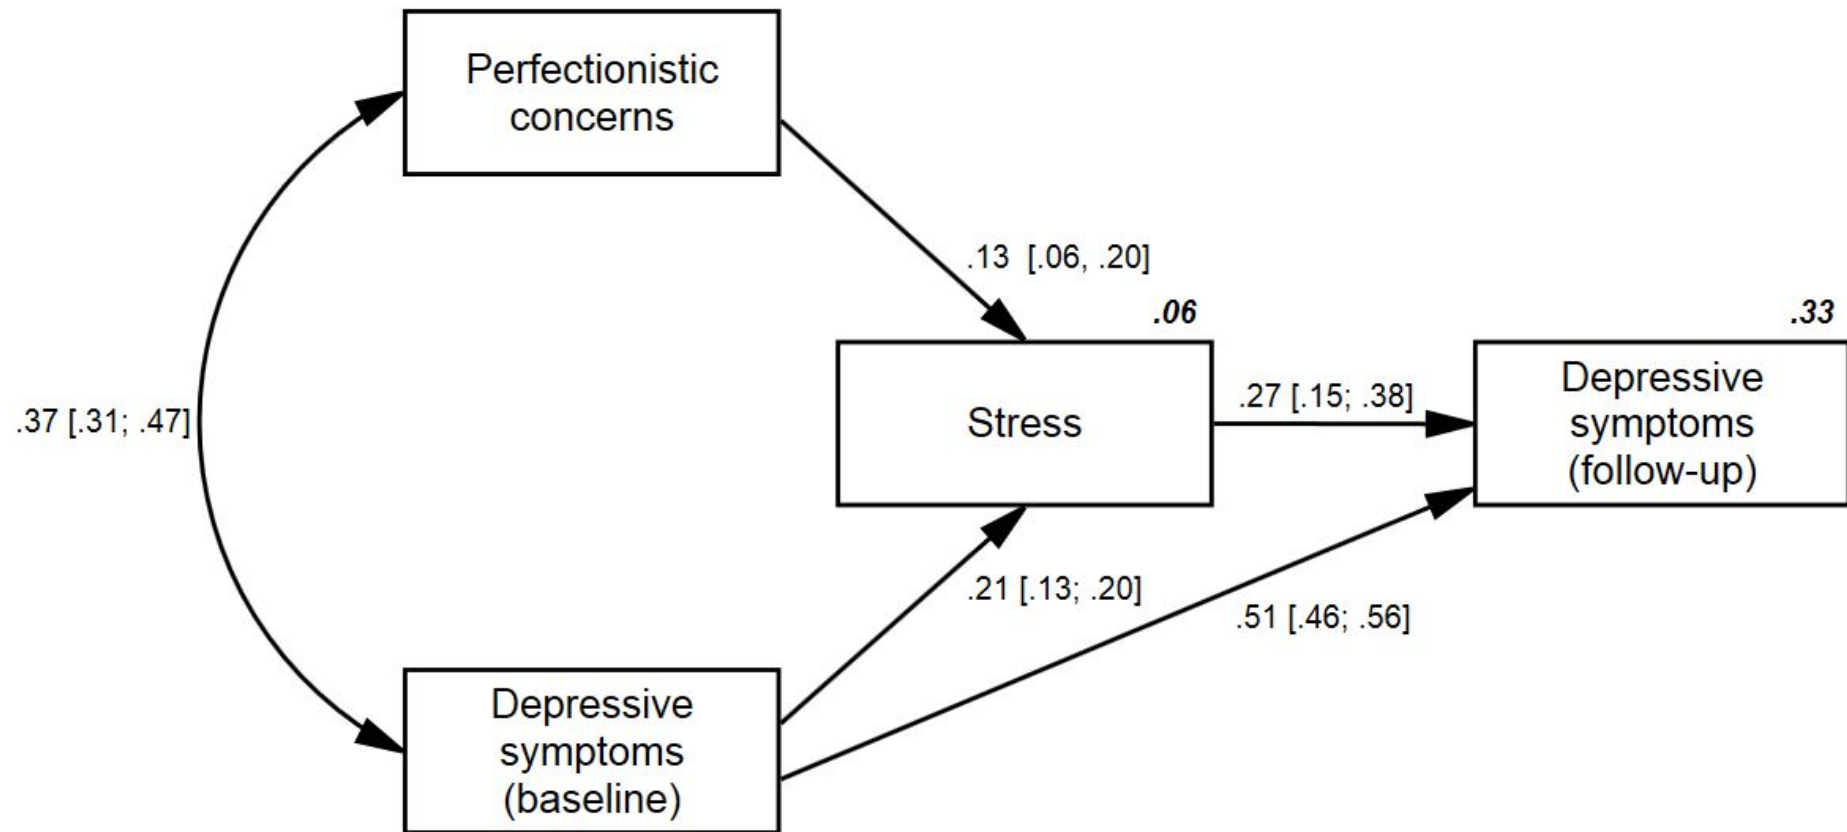 Perfectionistic
concerns
.13  [.06, .20]
.06
.33
.37 [.31; .47]
Stress
.27 [.15; .38]
Depressive
symptoms
(follow-up)
.21 [.13; .20]
.51 [.46; .56]
Depressive
symptoms
(baseline)